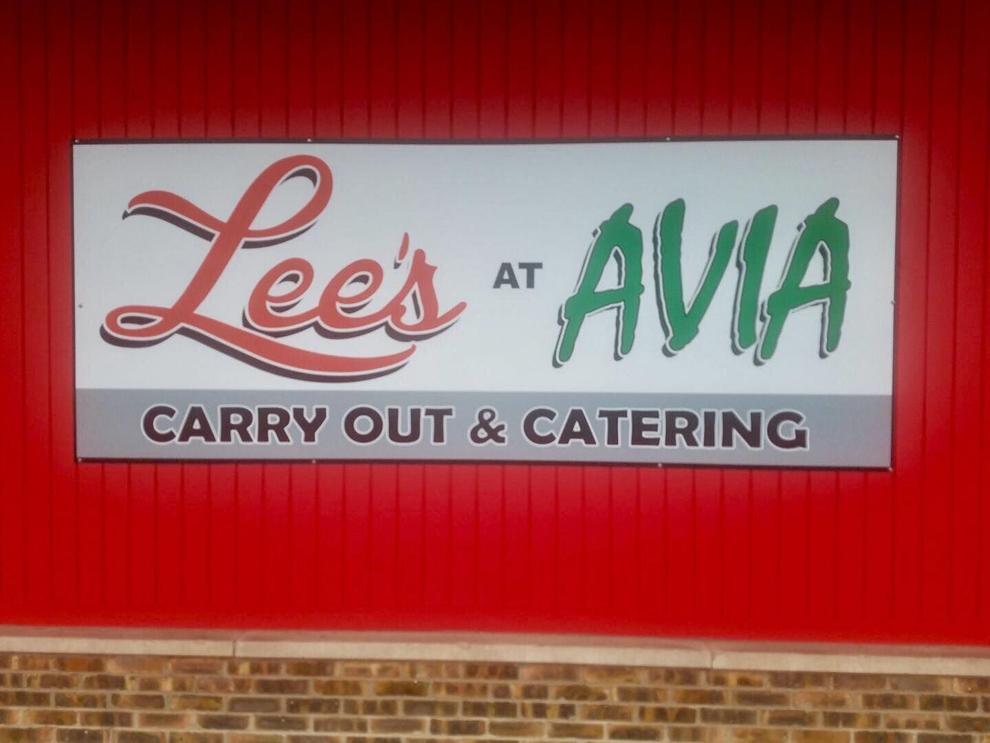 Lee's AT AVIA
CARRY OUT & CATERING